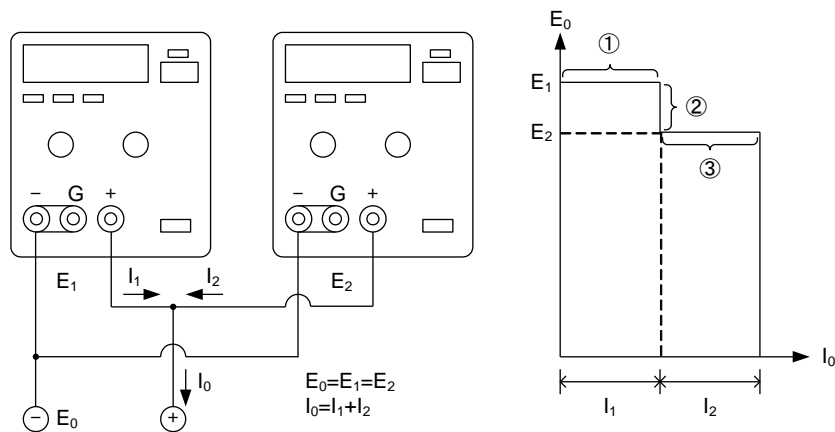 − G +
− G +
E₁
I₁
I₂
E₂
I₀
− E₀
+
E₀=E₁=E₂
I₀=I₁+I₂
E₀
①
E₁
②
E₂
③
I₀
I₁
I₂